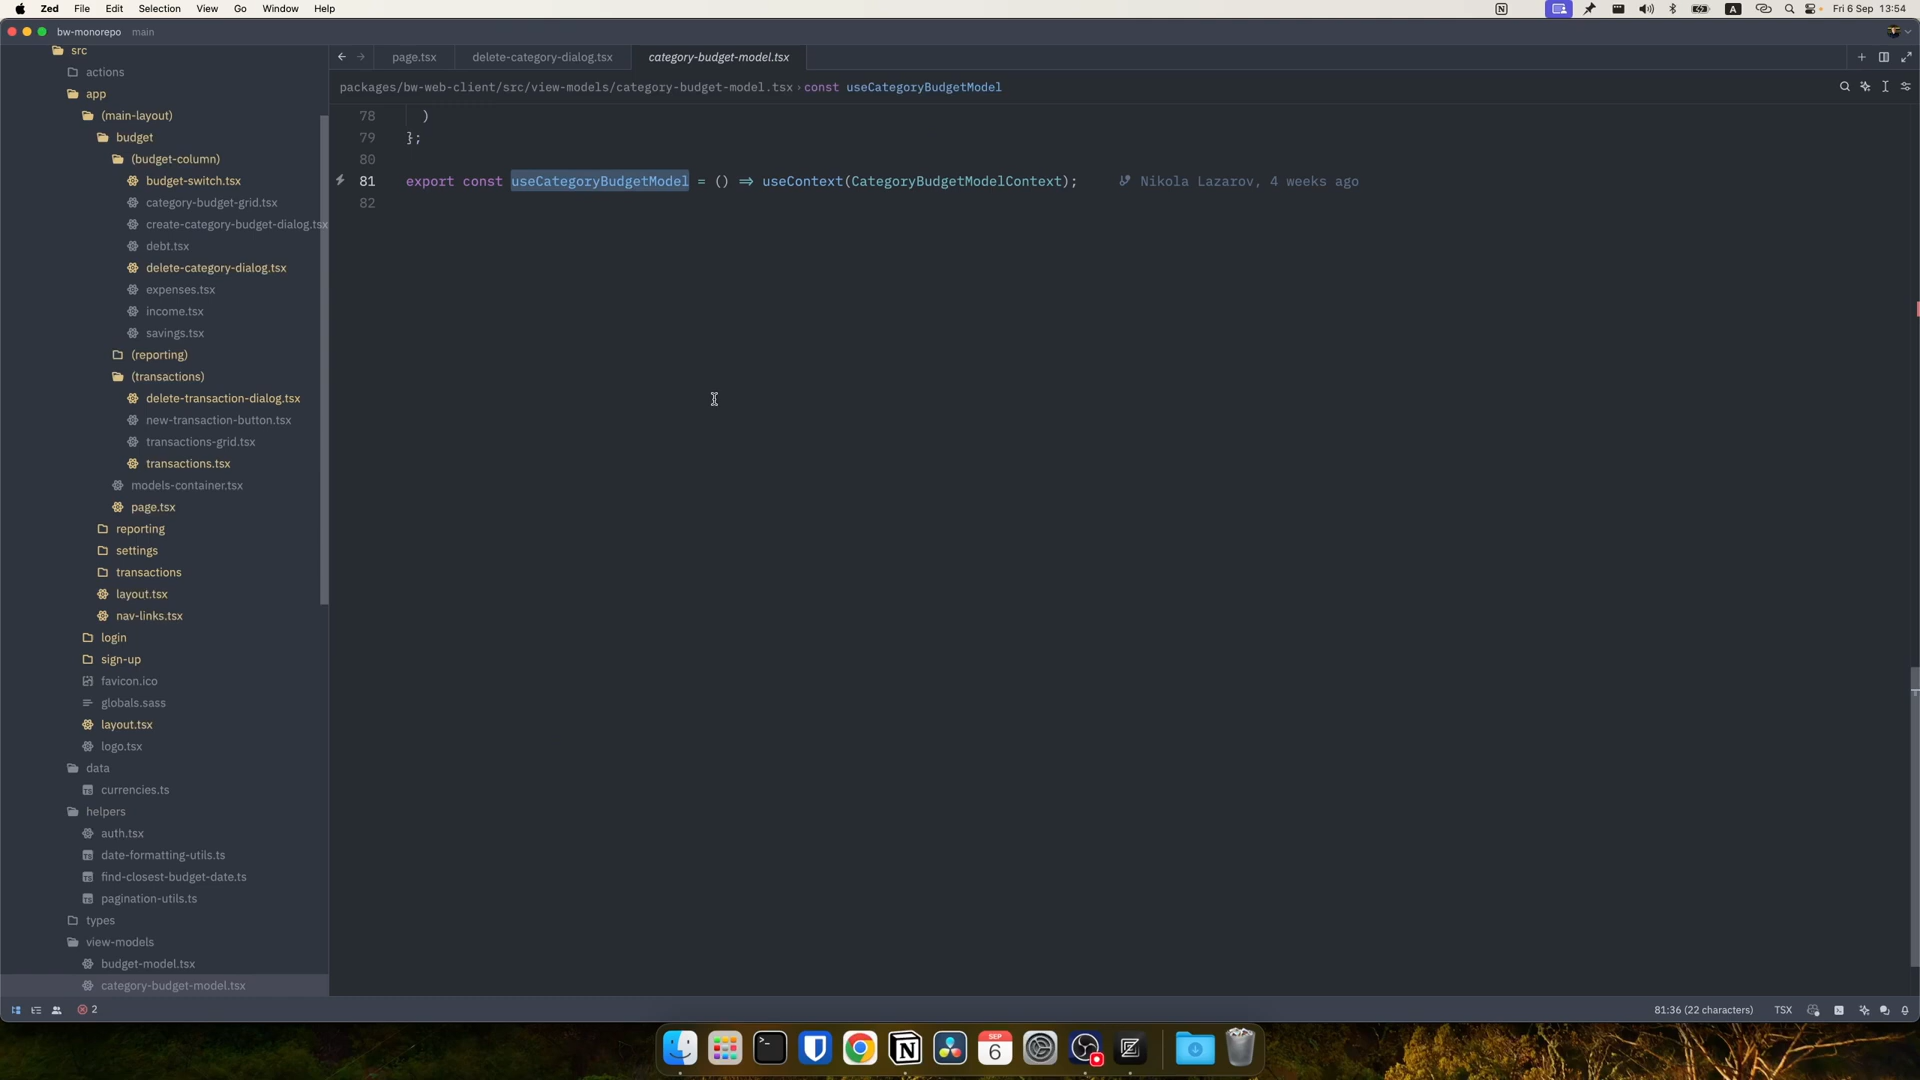 Zed File Edit Selection View Go Window Help Fri 6 Sep 13:54
bw-monorepo main
src
actions
app
(main-layout)
budget
(budget-column)
budget-switch.tsx
category-budget-grid.tsx
create-category-budget-dialog.tsx
debt.tsx
delete-category-dialog.tsx
expenses.tsx
income.tsx
savings.tsx
(reporting)
(transactions)
delete-transaction-dialog.tsx
new-transaction-button.tsx
transactions-grid.tsx
transactions.tsx
models-container.tsx
page.tsx
reporting
settings
transactions
layout.tsx
nav-links.tsx
login
sign-up
favicon.ico
globals.sass
layout.tsx
logo.tsx
data
currencies.ts
helpers
auth.tsx
date-formatting-utils.ts
find-closest-budget-date.ts
pagination-utils.ts
types
view-models
budget-model.tsx
category-budget-model.tsx
page.tsx delete-category-dialog.tsx category-budget-model.tsx
packages/bw-web-client/src/view-models/category-budget-model.tsx › const useCategoryBudgetModel
78 )
79 };
80
81 export const useCategoryBudgetModel = () => useContext(CategoryBudgetModelContext); Nikola Lazarov, 4 weeks ago
82
2 81:36 (22 characters) TSX
SEP
6